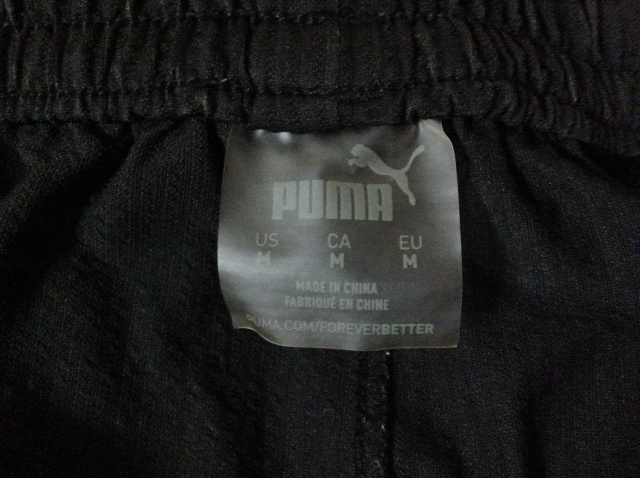 PUMA
US CA EU
M M M
MADE IN CHINA
FABRIQUÉ EN CHINE
PUMA.COM/FOREVERBETTER